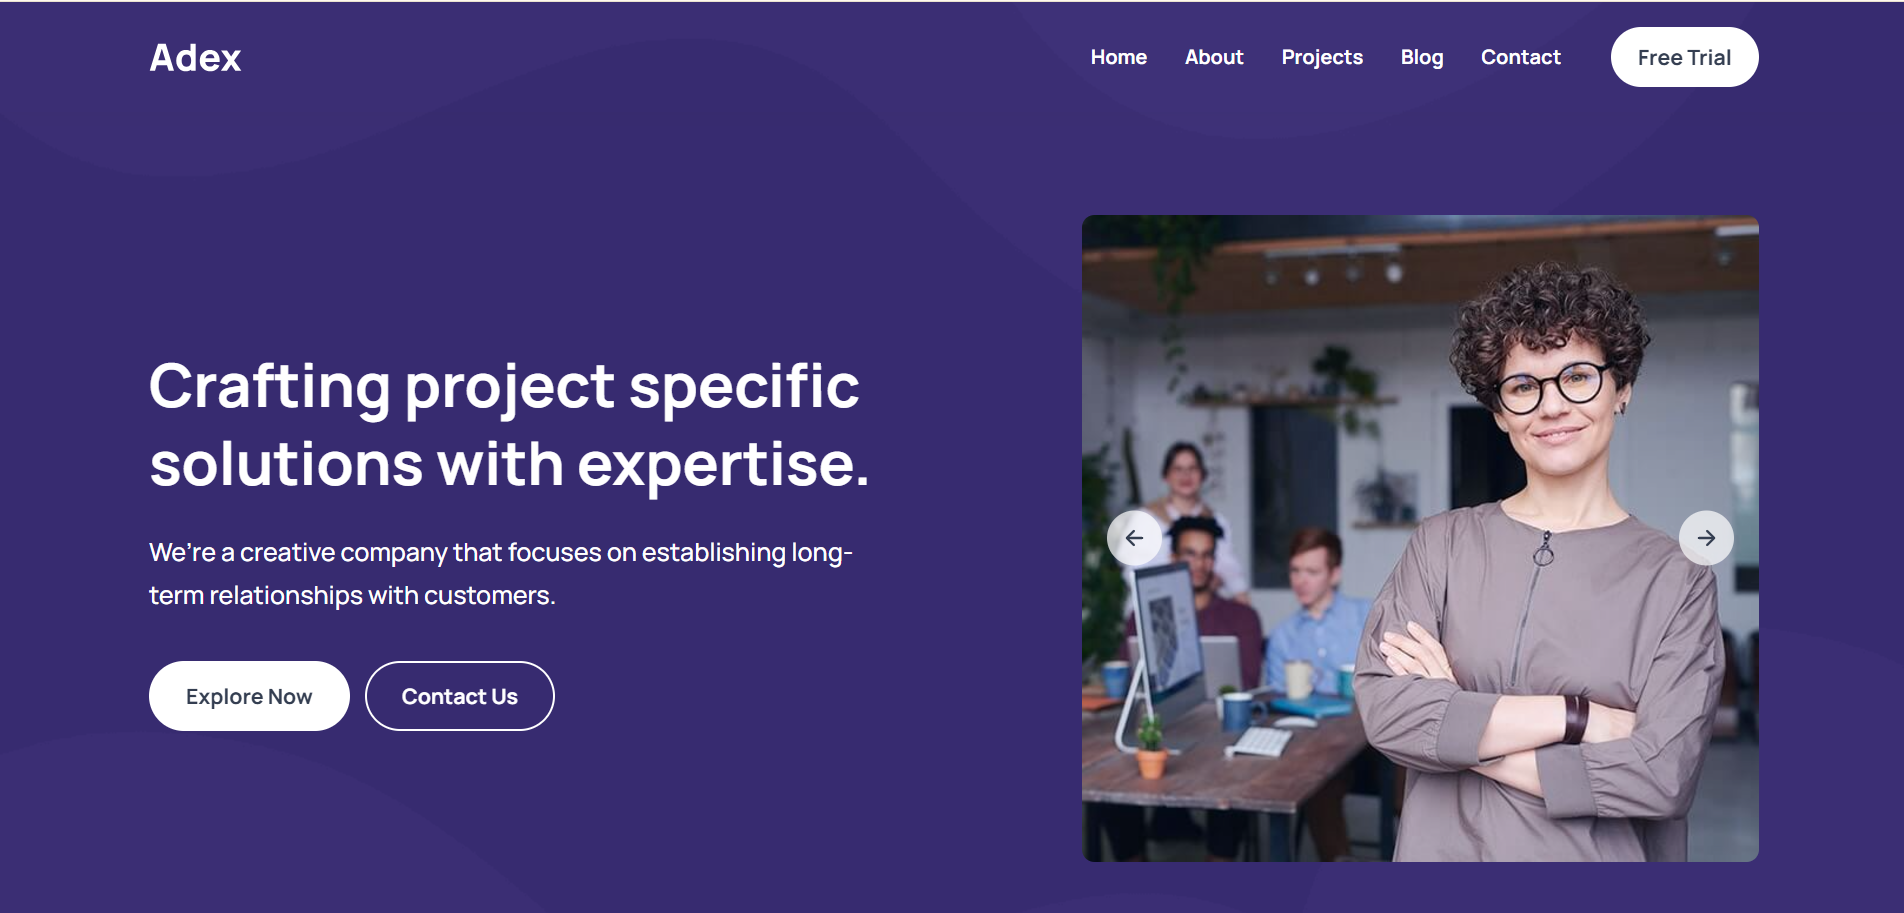 Adex
Home
About
Projects
Blog
Contact
Free Trial
Crafting project specific
solutions with expertise.
We’re a creative company that focuses on establishing long-
term relationships with customers.
Explore Now
Contact Us